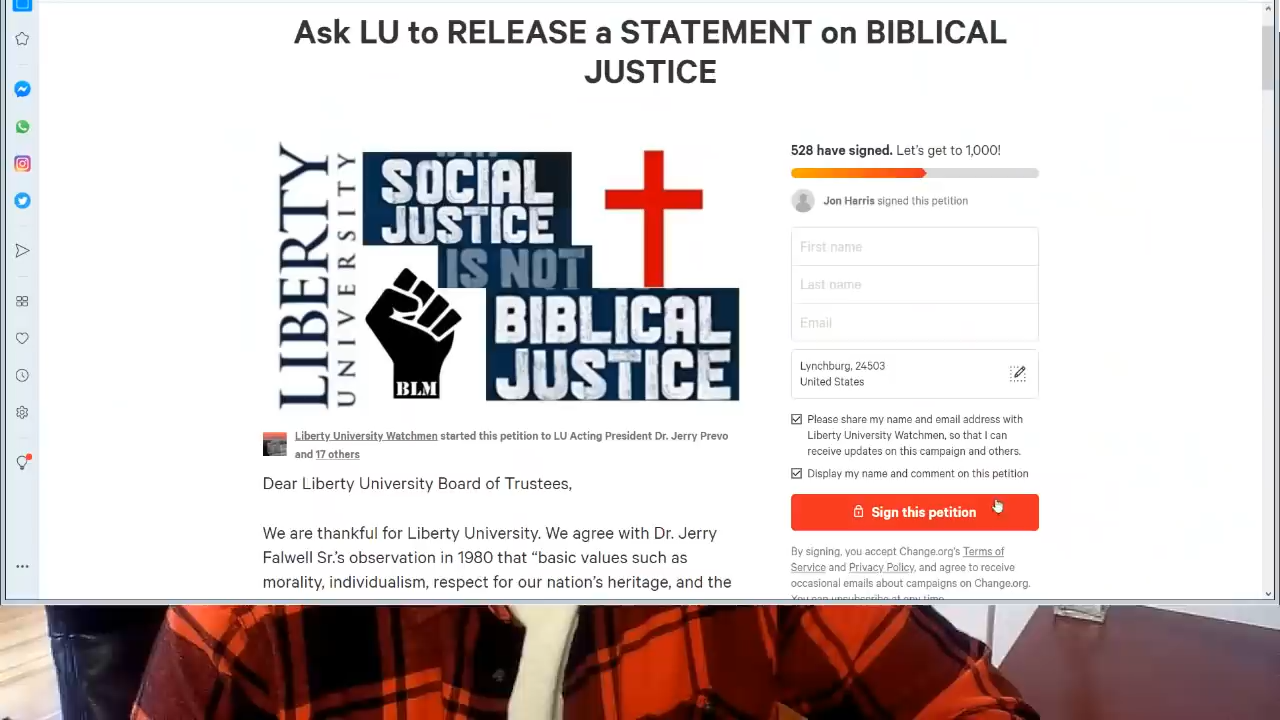 Ask LU to RELEASE a STATEMENT on BIBLICAL
JUSTICE
LIBERTY
UNIVERSITY
SOCIAL
JUSTICE
IS NOT
BIBLICAL
JUSTICE
BLM
528 have signed. Let's get to 1,000!
Jon Harris signed this petition
First name
Last name
Email
Lynchburg, 24503
United States
Please share my name and email address with
Liberty University Watchmen, so that I can
receive updates on this campaign and others.
Display my name and comment on this petition
Sign this petition
By signing, you accept Change.org's Terms of
Service and Privacy Policy, and agree to receive
occasional emails about campaigns on Change.org.
You can unsubscribe at any time.
Liberty University Watchmen started this petition to LU Acting President Dr. Jerry Prevo
and 17 others
Dear Liberty University Board of Trustees,
We are thankful for Liberty University. We agree with Dr. Jerry
Falwell Sr.'s observation in 1980 that “basic values such as
morality, individualism, respect for our nation's heritage, and the